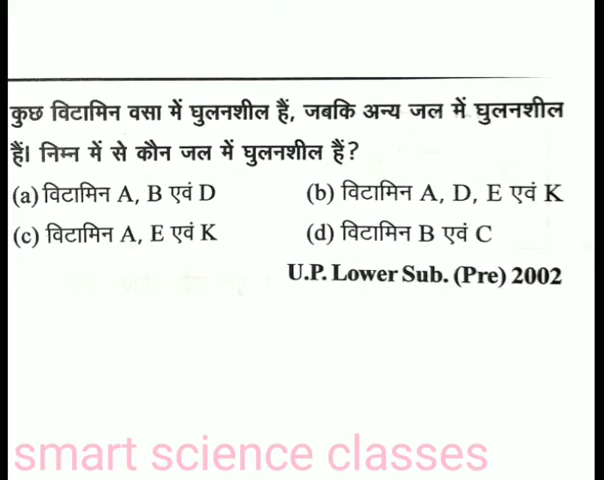 कुछ विटामिन वसा में घुलनशील हैं, जबकि अन्य जल में घुलनशील
हैं। निम्न में से कौन जल में घुलनशील हैं?
(a) विटामिन A, B एवं D (b) विटामिन A, D, E एवं K
(c) विटामिन A, E एवं K (d) विटामिन B एवं C
U.P. Lower Sub. (Pre) 2002
smart science classes